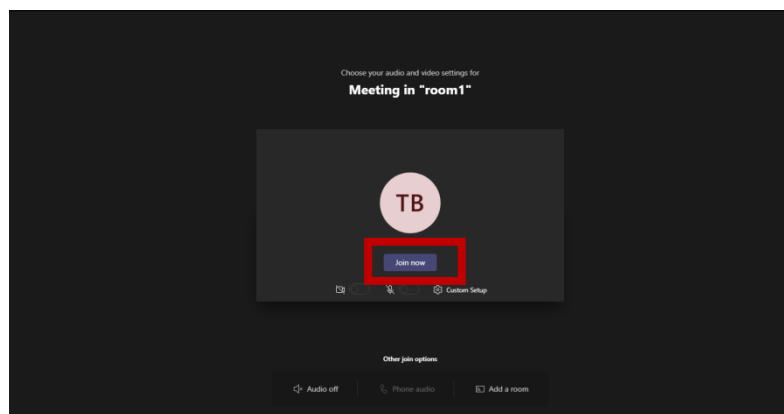 Choose your audio and video settings for
Meeting in "room1"
TB
Join now
Custom Setup
Other join options
Audio off
Phone audio
Add a room